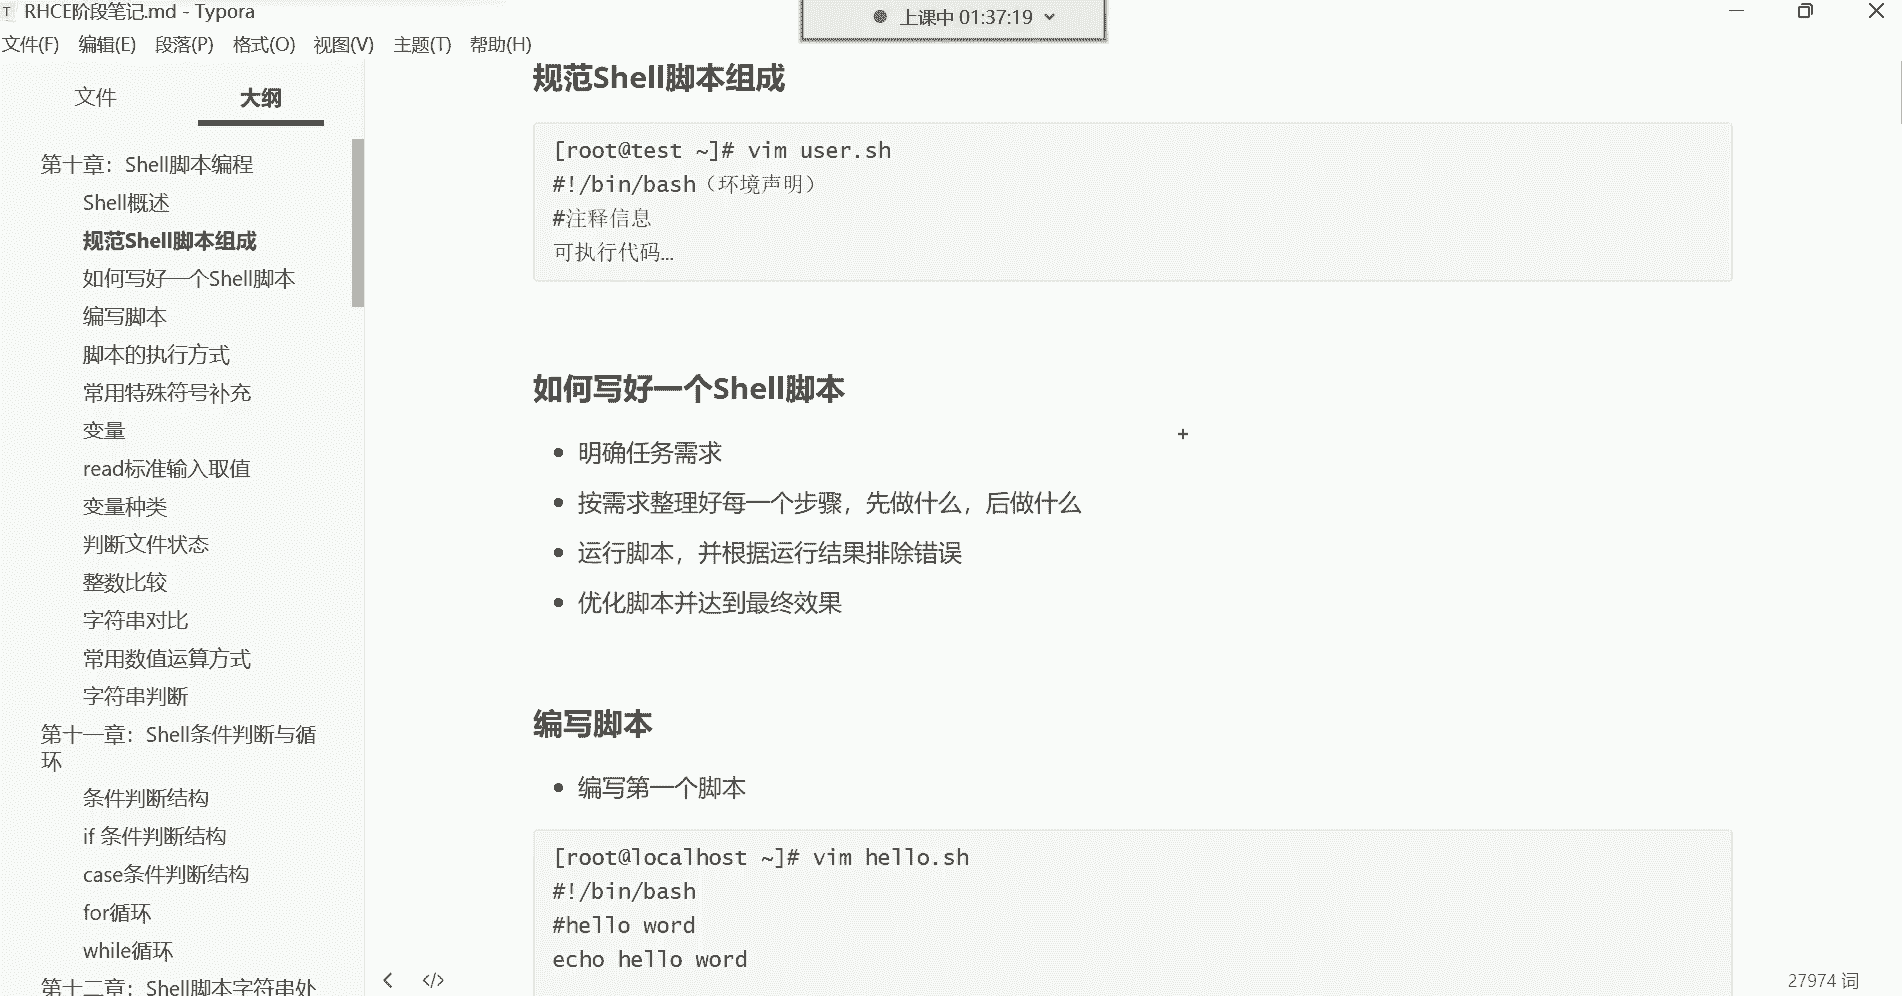 RHCE阶段笔记.md - Typora
上课中 01:37:19
文件(F) 编辑(E) 段落(P) 格式(O) 视图(V) 主题(T) 帮助(H)
文件 大纲
第十章：Shell脚本编程
Shell概述
规范Shell脚本组成
如何写好一个Shell脚本
编写脚本
脚本的执行方式
常用特殊符号补充
变量
read标准输入取值
变量种类
判断文件状态
整数比较
字符串对比
常用数值运算方式
字符串判断
第十一章：Shell条件判断与循
环
条件判断结构
if 条件判断结构
case条件判断结构
for循环
while循环
第十二章：Shell脚本字符串处
规范Shell脚本组成
[root@test ~]# vim user.sh
#!/bin/bash（环境声明）
#注释信息
可执行代码...
如何写好一个Shell脚本
明确任务需求
按需求整理好每一个步骤，先做什么，后做什么
运行脚本，并根据运行结果排除错误
优化脚本并达到最终效果
编写脚本
编写第一个脚本
[root@localhost ~]# vim hello.sh
#!/bin/bash
#hello word
echo hello word
27974 词